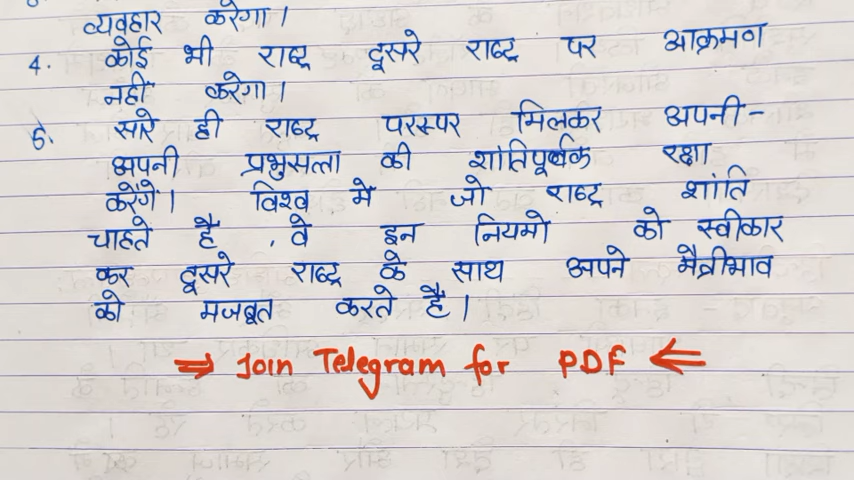 व्यवहार करेगा।
4. कोई भी राष्ट्र दूसरे राष्ट्र पर आक्रमण
नहीं करेगा।
5. सारे ही राष्ट्र परस्पर मिलकर अपनी-
अपनी प्रभुसत्ता की शांतिपूर्वक रक्षा
करेंगे। विश्व मे जो राष्ट्र शांति
चाहते है , वे इन नियमो को स्वीकार
कर दूसरे राष्ट्र के साथ अपने मैत्रीभाव
को मजबूत करते है।
⇒ Join Telegram for PDF ⇐